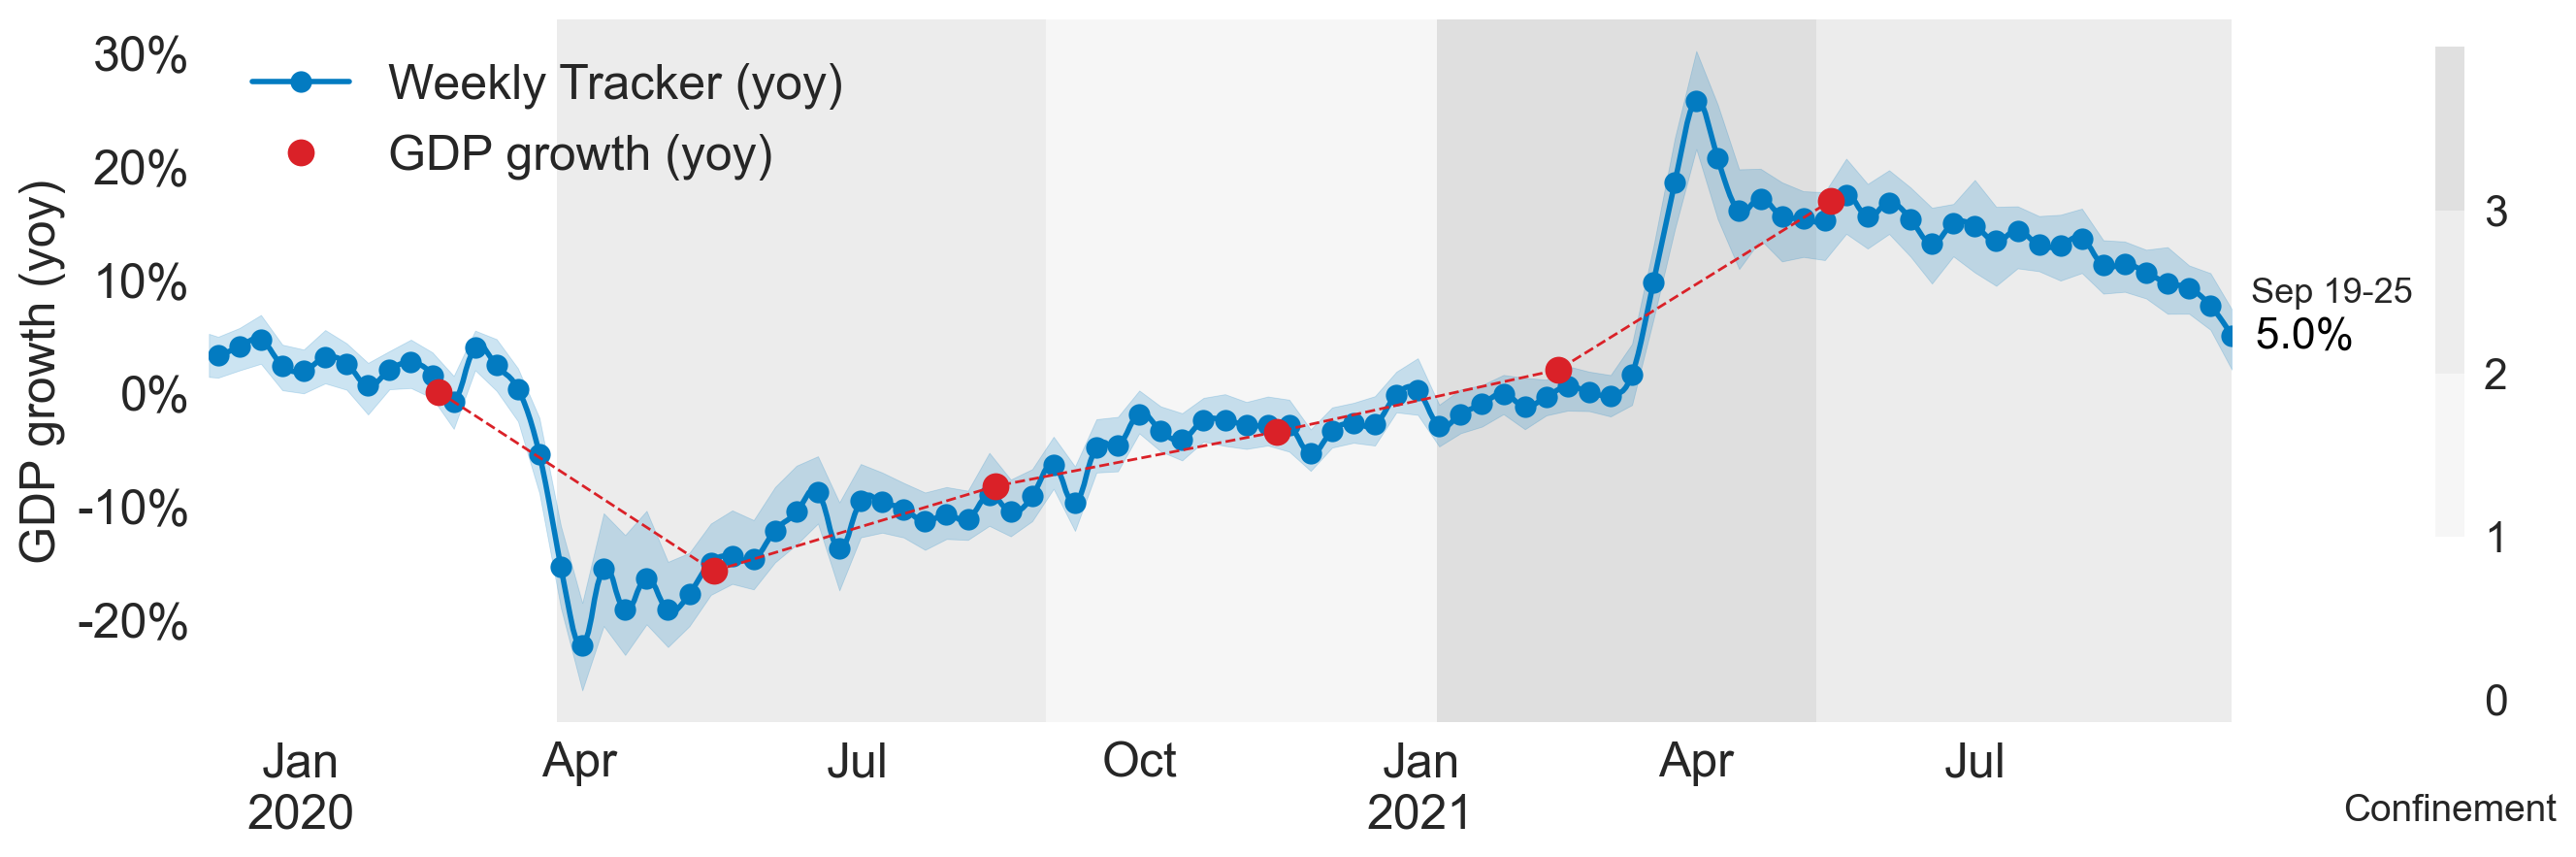 Weekly Tracker (yoy)
GDP growth (yoy)
GDP growth (yoy)
30%
20%
10%
0%
-10%
-20%
Jan
2020
Apr
Jul
Oct
Jan
2021
Apr
Jul
Sep 19-25
5.0%
3
2
1
0
Confinement